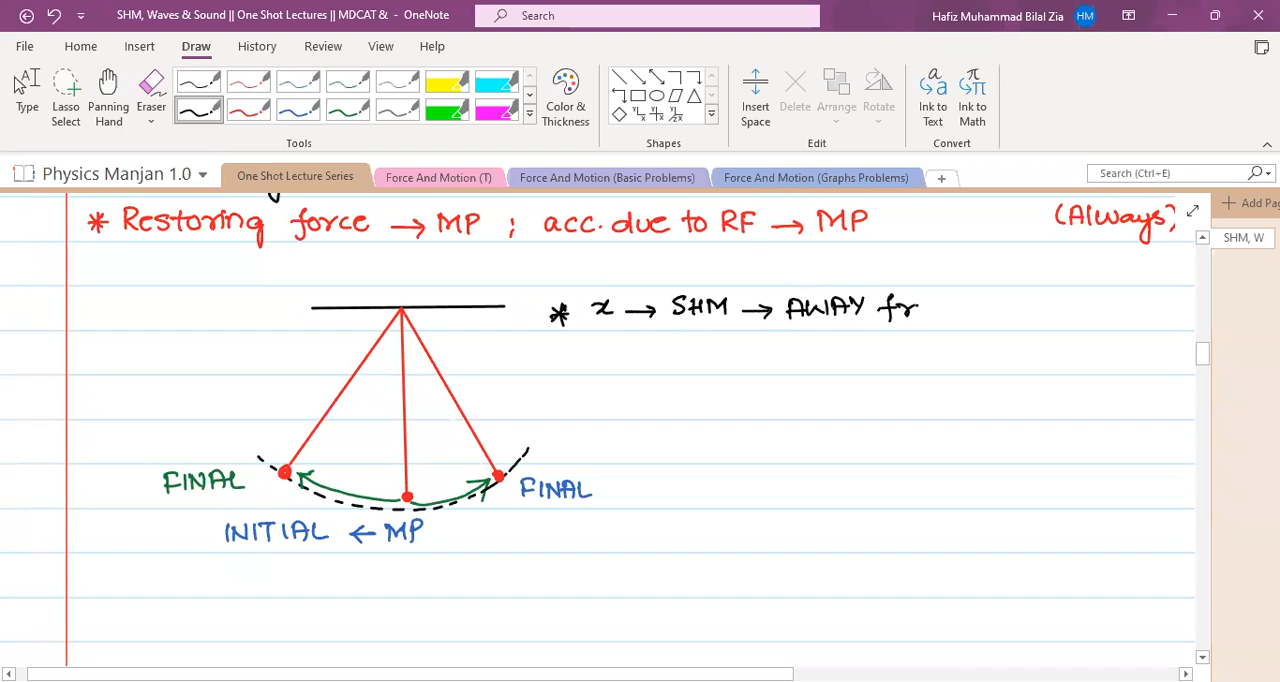 SHM, Waves & Sound || One Shot Lectures || MDCAT & - OneNote
Search
Hafiz Muhammad Bilal Zia HM
File Home Insert Draw History Review View Help
Type Lasso Select Panning Hand Eraser Color & Thickness Insert Space Delete Arrange Rotate Ink to Text Ink to Math
Tools Shapes Edit Convert
Physics Manjan 1.0 One Shot Lecture Series Force And Motion (T) Force And Motion (Basic Problems) Force And Motion (Graphs Problems) Search (Ctrl+E)
Add Pag
* Restoring force → MP ; acc. due to RF → MP (Always)
SHM, W
* x → SHM → AWAY fr
FINAL
FINAL
INITIAL ← MP